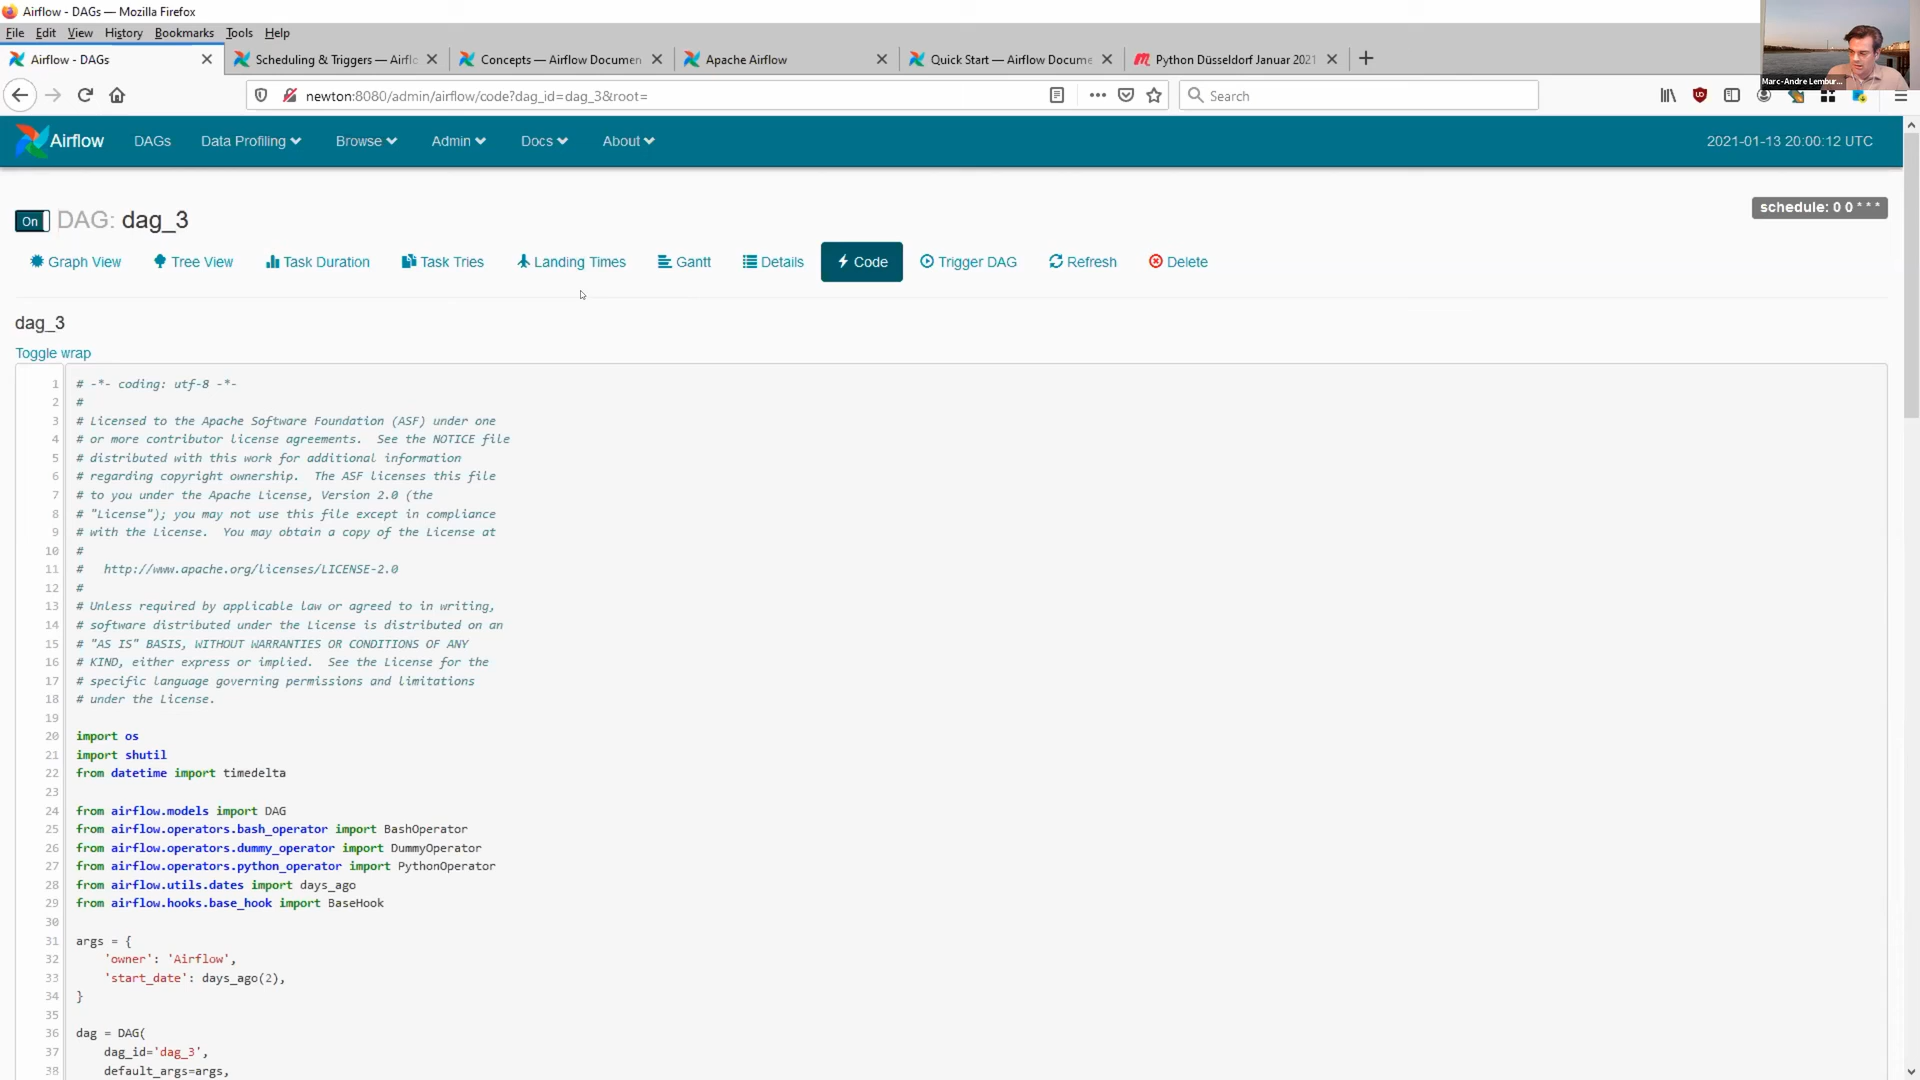 Airflow - DAGs — Mozilla Firefox
File Edit View History Bookmarks Tools Help
Airflow - DAGs
Scheduling & Triggers — Airflo
Concepts — Airflow Documen
Apache Airflow
Quick Start — Airflow Docume
Python Düsseldorf Januar 2021
newton:8080/admin/airflow/code?dag_id=dag_3&root=
Search
Marc-Andre Lembur...
Airflow DAGs Data Profiling Browse Admin Docs About 2021-01-13 20:00:12 UTC
On DAG: dag_3 schedule: 0 0 * * *
Graph View Tree View Task Duration Task Tries Landing Times Gantt Details Code Trigger DAG Refresh Delete
dag_3
Toggle wrap
1 # -*- coding: utf-8 -*-
2 #
3 # Licensed to the Apache Software Foundation (ASF) under one
4 # or more contributor license agreements.  See the NOTICE file
5 # distributed with this work for additional information
6 # regarding copyright ownership.  The ASF licenses this file
7 # to you under the Apache License, Version 2.0 (the
8 # "License"); you may not use this file except in compliance
9 # with the License.  You may obtain a copy of the License at
10 #
11 #   http://www.apache.org/licenses/LICENSE-2.0
12 #
13 # Unless required by applicable law or agreed to in writing,
14 # software distributed under the License is distributed on an
15 # "AS IS" BASIS, WITHOUT WARRANTIES OR CONDITIONS OF ANY
16 # KIND, either express or implied.  See the License for the
17 # specific language governing permissions and limitations
18 # under the License.
19
20 import os
21 import shutil
22 from datetime import timedelta
23
24 from airflow.models import DAG
25 from airflow.operators.bash_operator import BashOperator
26 from airflow.operators.dummy_operator import DummyOperator
27 from airflow.operators.python_operator import PythonOperator
28 from airflow.utils.dates import days_ago
29 from airflow.hooks.base_hook import BaseHook
30
31 args = {
32     'owner': 'Airflow',
33     'start_date': days_ago(2),
34 }
35
36 dag = DAG(
37     dag_id='dag_3',
38     default_args=args,